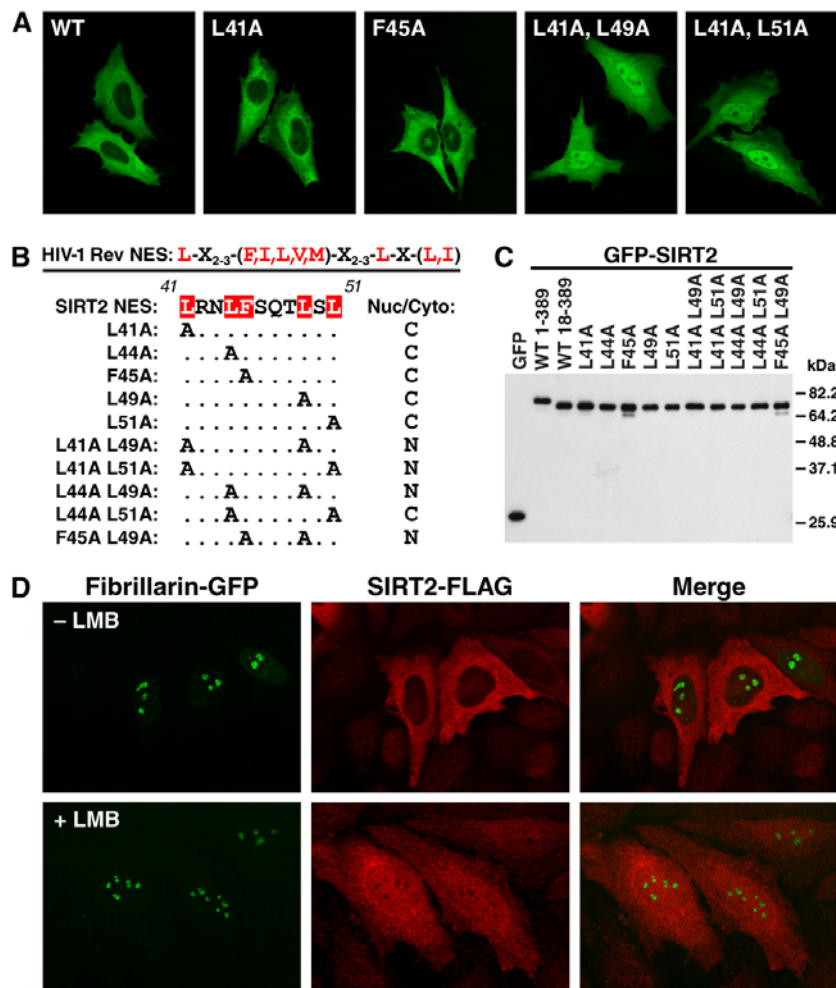 A
WT
L41A
F45A
L41A, L49A
L41A, L51A
B
HIV-1 Rev NES: L-X2-3-(F,I,L,V,M)-X2-3-L-X-(L,I)
41 51
SIRT2 NES: LRNLFSQTLSL Nuc/Cyto:
L41A: A.......... C
L44A: ...A....... C
F45A: ....A...... C
L49A: ........A.. C
L51A: ..........A C
L41A L49A: A.......A.. N
L41A L51A: A.........A N
L44A L49A: ...A....A.. N
L44A L51A: ...A......A C
F45A L49A: ....A...A.. N
C
GFP-SIRT2
GFP
WT 1-389
WT 18-389
L41A
L44A
F45A
L49A
L51A
L41A L49A
L41A L51A
L44A L49A
L44A L51A
F45A L49A
kDa
82.2
64.2
48.8
37.1
25.9
D
Fibrillarin-GFP
SIRT2-FLAG
Merge
– LMB
+ LMB